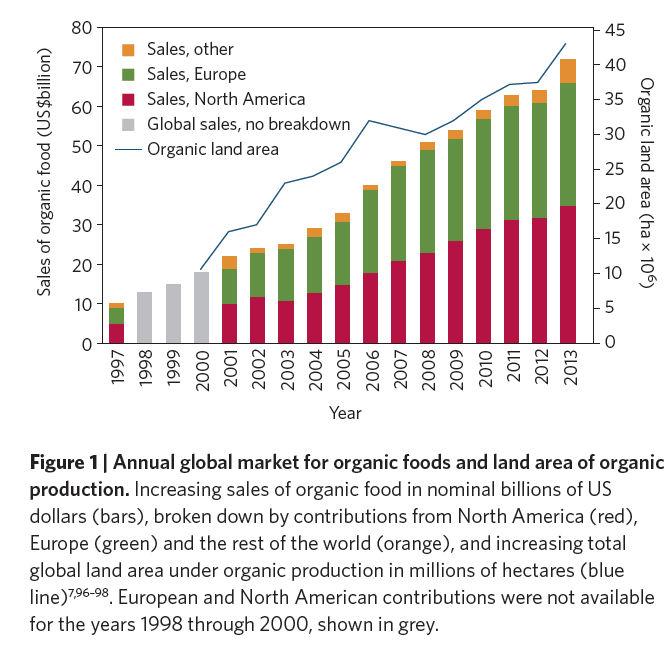 80
70
60
50
40
30
20
10
0
Sales of organic food (US$billion)
Sales, other
Sales, Europe
Sales, North America
Global sales, no breakdown
Organic land area
45
40
35
30
25
20
15
10
5
0
Organic land area (ha × 10⁶)
1997
1998
1999
2000
2001
2002
2003
2004
2005
2006
2007
2008
2009
2010
2011
2012
2013
Year
Figure 1 | Annual global market for organic foods and land area of organic
production. Increasing sales of organic food in nominal billions of US
dollars (bars), broken down by contributions from North America (red),
Europe (green) and the rest of the world (orange), and increasing total
global land area under organic production in millions of hectares (blue
line)⁷,⁹⁶⁻⁹⁸. European and North American contributions were not available
for the years 1998 through 2000, shown in grey.